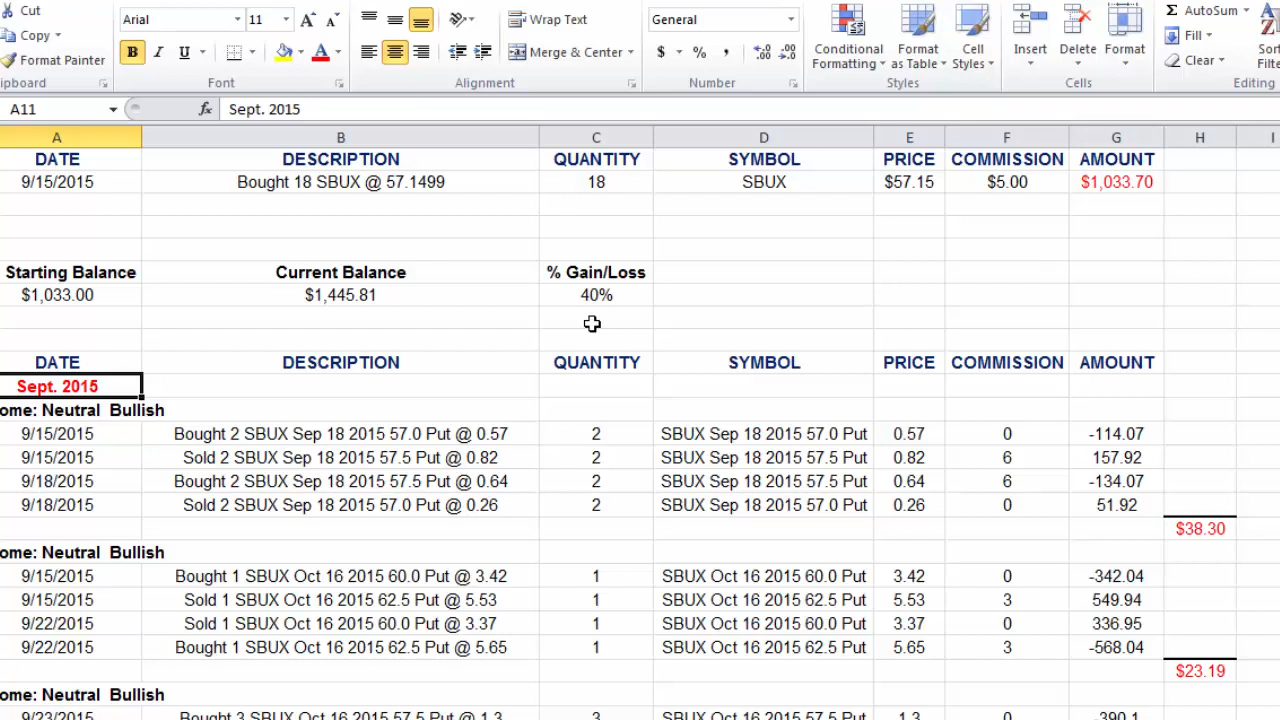 Cut
Copy
Format Painter
pboard
Arial 11 A A
B I U A
Font
Wrap Text
Merge & Center
Alignment
General
$ % , .00 .00
Number
Conditional Formatting
Format as Table
Cell Styles
Styles
Insert
Delete
Format
Cells
Σ AutoSum
Fill
Clear
Editing
A11 fx Sept. 2015
A B C D E F G H I
DATE DESCRIPTION QUANTITY SYMBOL PRICE COMMISSION AMOUNT
9/15/2015 Bought 18 SBUX @ 57.1499 18 SBUX $57.15 $5.00 $1,033.70
Starting Balance Current Balance % Gain/Loss
$1,033.00 $1,445.81 40%
DATE DESCRIPTION QUANTITY SYMBOL PRICE COMMISSION AMOUNT
Sept. 2015
ome: Neutral Bullish
9/15/2015 Bought 2 SBUX Sep 18 2015 57.0 Put @ 0.57 2 SBUX Sep 18 2015 57.0 Put 0.57 0 -114.07
9/15/2015 Sold 2 SBUX Sep 18 2015 57.5 Put @ 0.82 2 SBUX Sep 18 2015 57.5 Put 0.82 6 157.92
9/18/2015 Bought 2 SBUX Sep 18 2015 57.5 Put @ 0.64 2 SBUX Sep 18 2015 57.5 Put 0.64 6 -134.07
9/18/2015 Sold 2 SBUX Sep 18 2015 57.0 Put @ 0.26 2 SBUX Sep 18 2015 57.0 Put 0.26 0 51.92
$38.30
ome: Neutral Bullish
9/15/2015 Bought 1 SBUX Oct 16 2015 60.0 Put @ 3.42 1 SBUX Oct 16 2015 60.0 Put 3.42 0 -342.04
9/15/2015 Sold 1 SBUX Oct 16 2015 62.5 Put @ 5.53 1 SBUX Oct 16 2015 62.5 Put 5.53 3 549.94
9/22/2015 Sold 1 SBUX Oct 16 2015 60.0 Put @ 3.37 1 SBUX Oct 16 2015 60.0 Put 3.37 0 336.95
9/22/2015 Bought 1 SBUX Oct 16 2015 62.5 Put @ 5.65 1 SBUX Oct 16 2015 62.5 Put 5.65 3 -568.04
$23.19
ome: Neutral Bullish
9/23/2015 Bought 3 SBUX Oct 16 2015 57.5 Put @ 1.3 3 SBUX Oct 16 2015 57.5 Put 1.3 0 -390.1